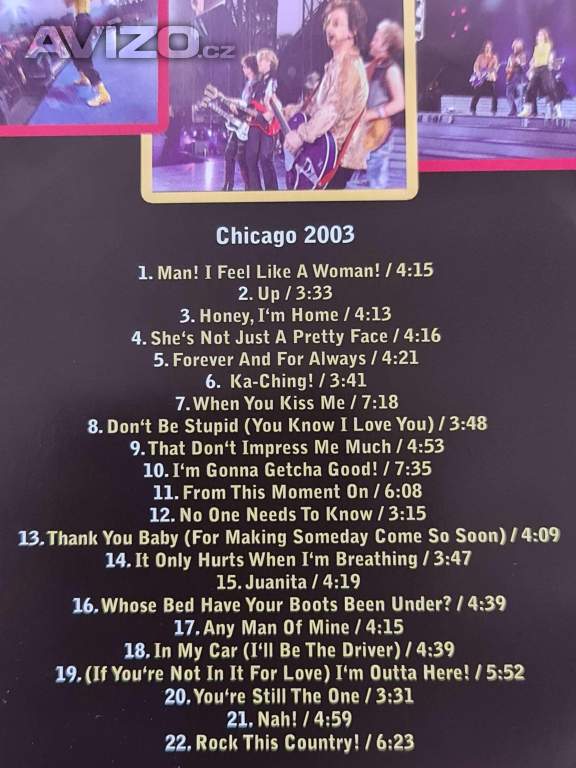 AVÍZO.cz
Chicago 2003
1. Man! I Feel Like A Woman! / 4:15
2. Up / 3:33
3. Honey, I'm Home / 4:13
4. She's Not Just A Pretty Face / 4:16
5. Forever And For Always / 4:21
6. Ka-Ching! / 3:41
7. When You Kiss Me / 7:18
8. Don't Be Stupid (You Know I Love You) / 3:48
9. That Don't Impress Me Much / 4:53
10. I'm Gonna Getcha Good! / 7:35
11. From This Moment On / 6:08
12. No One Needs To Know / 3:15
13. Thank You Baby (For Making Someday Come So Soon) / 4:09
14. It Only Hurts When I'm Breathing / 3:47
15. Juanita / 4:19
16. Whose Bed Have Your Boots Been Under? / 4:39
17. Any Man Of Mine / 4:15
18. In My Car (I'll Be The Driver) / 4:39
19. (If You're Not In It For Love) I'm Outta Here! / 5:52
20. You're Still The One / 3:31
21. Nah! / 4:59
22. Rock This Country! / 6:23